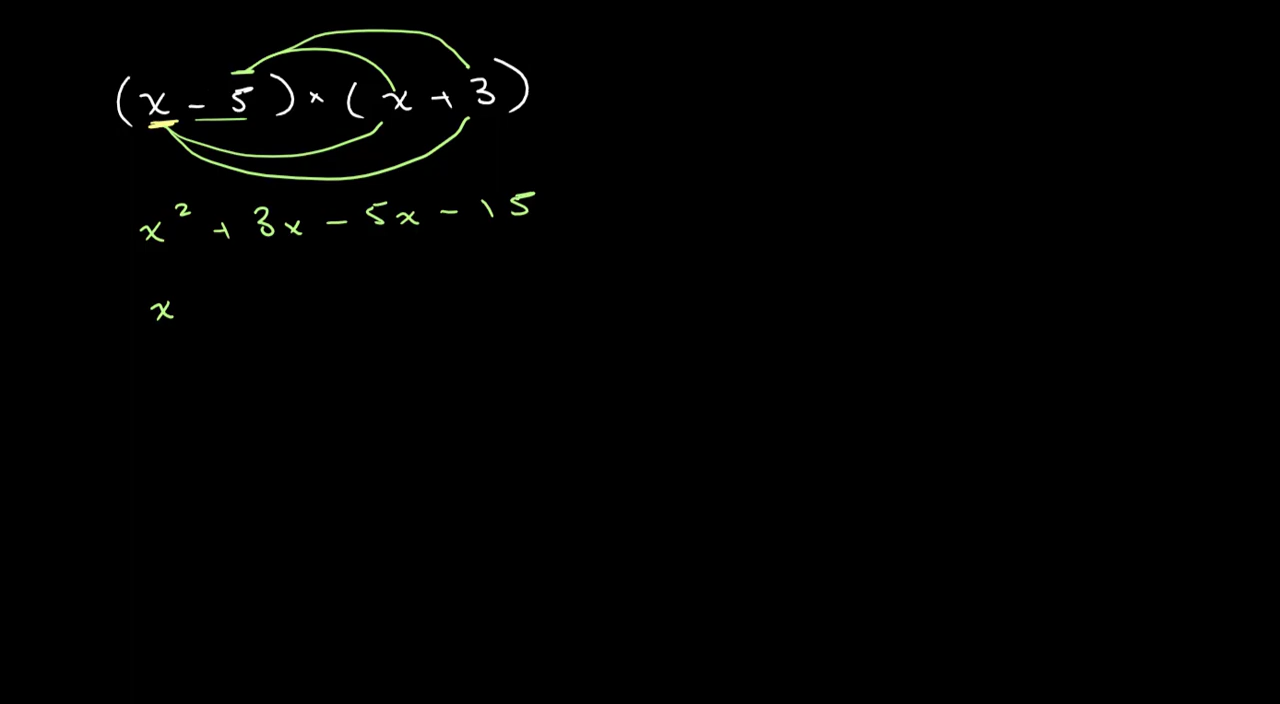 (x - 5) × (x + 3)
x² + 3x - 5x - 15
x